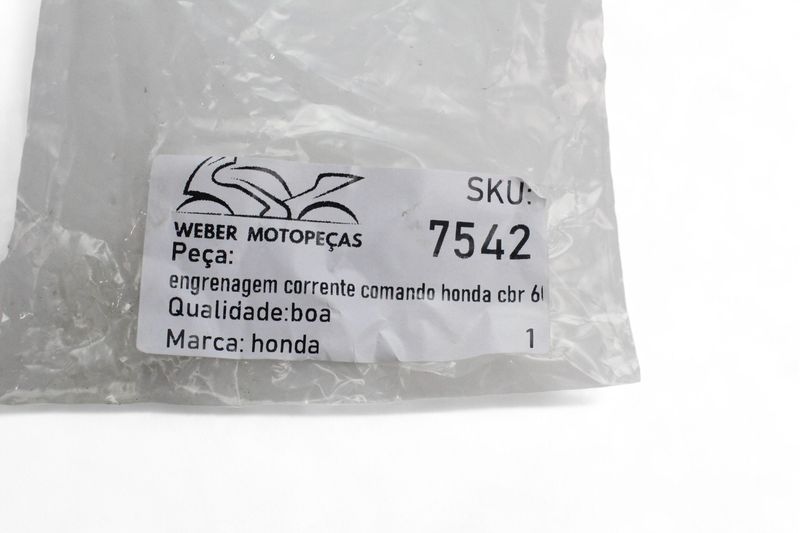 WEBER MOTOPEÇAS
SKU:
7542
Peça:
engrenagem corrente comando honda cbr
Qualidade:boa
Marca: honda
1